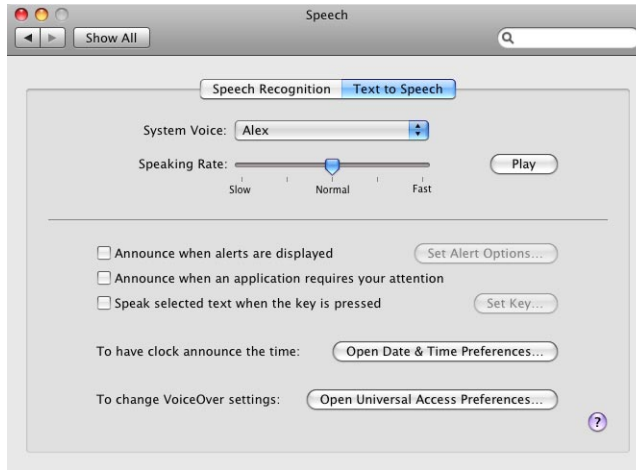 Speech
Show All
Speech Recognition Text to Speech
System Voice: Alex
Speaking Rate: Play
Slow Normal Fast
Announce when alerts are displayed Set Alert Options...
Announce when an application requires your attention
Speak selected text when the key is pressed Set Key...
To have clock announce the time: Open Date & Time Preferences...
To change VoiceOver settings: Open Universal Access Preferences...
?